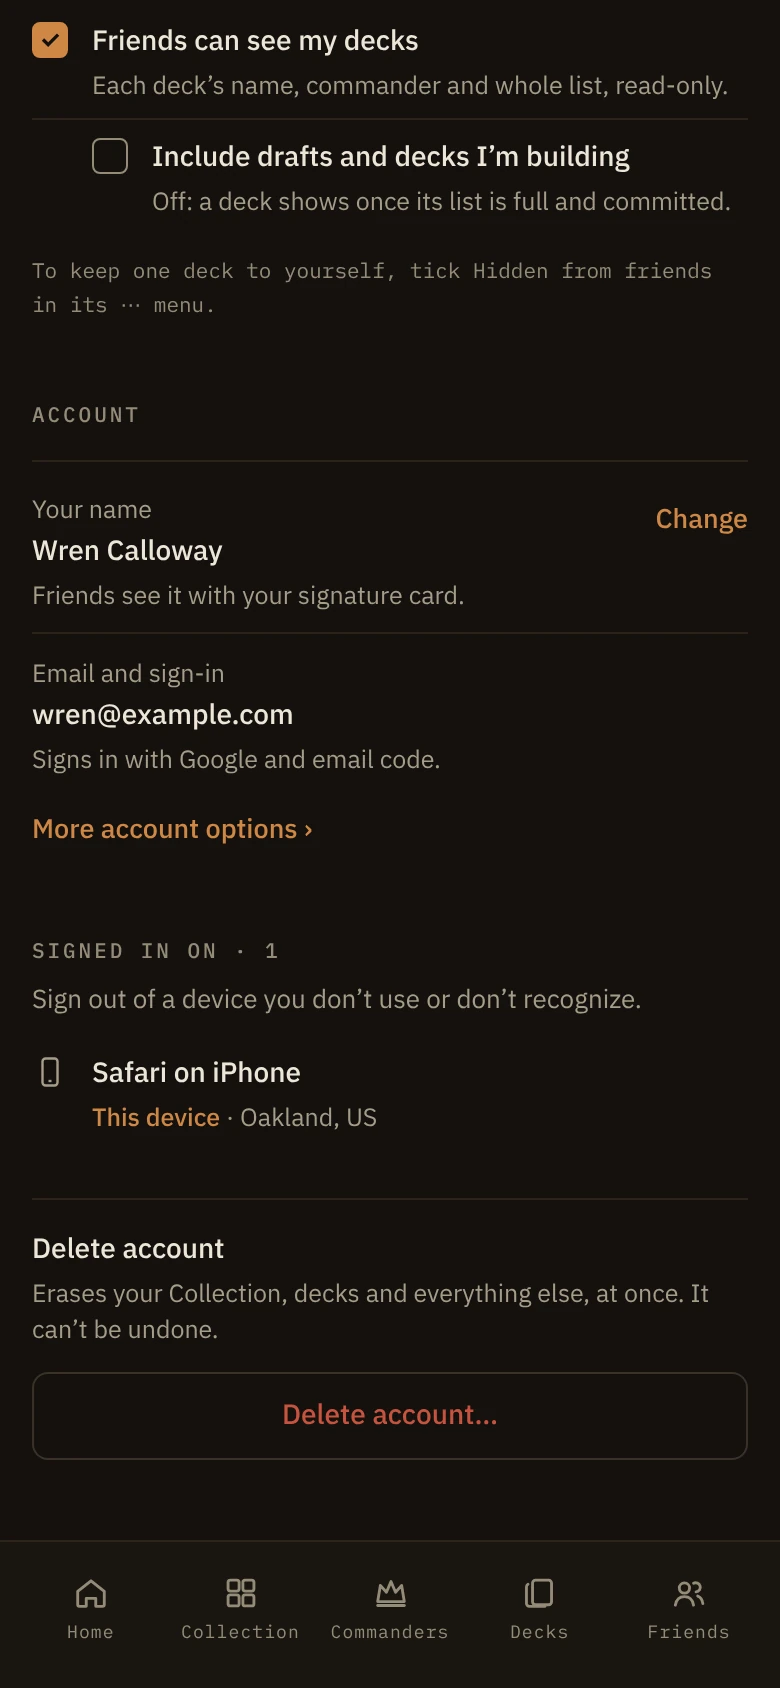 Friends can see my decks
Each deck’s name, commander and whole list, read-only.
Include drafts and decks I’m building
Off: a deck shows once its list is full and committed.
To keep one deck to yourself, tick Hidden from friends
in its ··· menu.
ACCOUNT
Your name
Change
Wren Calloway
Friends see it with your signature card.
Email and sign-in
wren@example.com
Signs in with Google and email code.
More account options ›
SIGNED IN ON · 1
Sign out of a device you don’t use or don’t recognize.
Safari on iPhone
This device · Oakland, US
Delete account
Erases your Collection, decks and everything else, at once. It
can’t be undone.
Delete account…
Home Collection Commanders Decks Friends